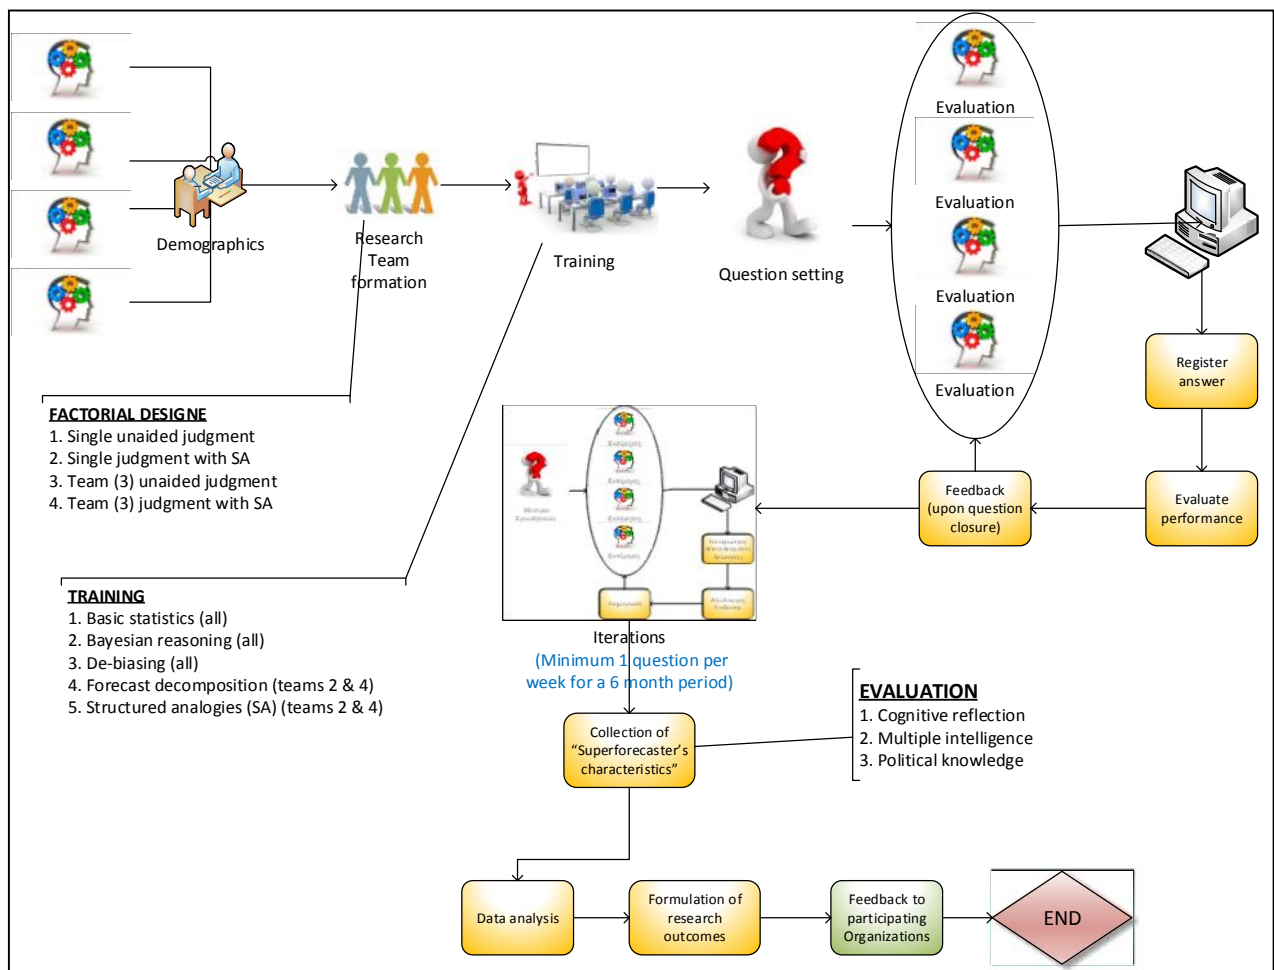 Demographics
Research
Team
formation
Training
Question setting
Evaluation
Evaluation
Evaluation
Evaluation
Register
answer
Evaluate
performance
Feedback
(upon question
closure)
FACTORIAL DESIGNE
1. Single unaided judgment
2. Single judgment with SA
3. Team (3) unaided judgment
4. Team (3) judgment with SA
TRAINING
1. Basic statistics (all)
2. Bayesian reasoning (all)
3. De-biasing (all)
4. Forecast decomposition (teams 2 & 4)
5. Structured analogies (SA) (teams 2 & 4)
Iterations
(Minimum 1 question per
week for a 6 month period)
Collection of
“Superforecaster’s
characteristics”
EVALUATION
1. Cognitive reflection
2. Multiple intelligence
3. Political knowledge
Data analysis
Formulation of
research
outcomes
Feedback to
participating
Organizations
END